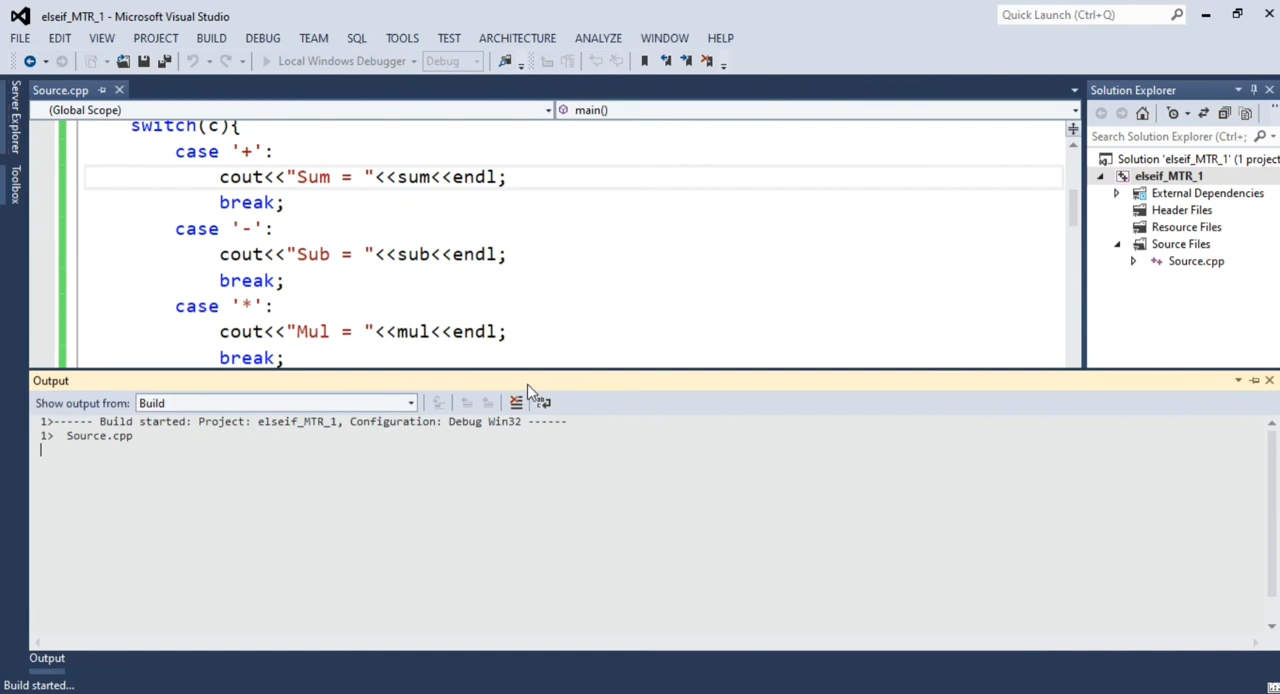 elseif_MTR_1 - Microsoft Visual Studio
Quick Launch (Ctrl+Q)
FILE EDIT VIEW PROJECT BUILD DEBUG TEAM SQL TOOLS TEST ARCHITECTURE ANALYZE WINDOW HELP
Local Windows Debugger Debug
Server Explorer
Toolbox
Source.cpp
(Global Scope) main()
switch(c){
case '+':
cout<<"Sum = "<<sum<<endl;
break;
case '-':
cout<<"Sub = "<<sub<<endl;
break;
case '*':
cout<<"Mul = "<<mul<<endl;
break;
Solution Explorer
Search Solution Explorer (Ctrl+;
Solution 'elseif_MTR_1' (1 project
elseif_MTR_1
External Dependencies
Header Files
Resource Files
Source Files
Source.cpp
Output
Show output from: Build
1>------ Build started: Project: elseif_MTR_1, Configuration: Debug Win32 ------
1> Source.cpp
Output
Build started...